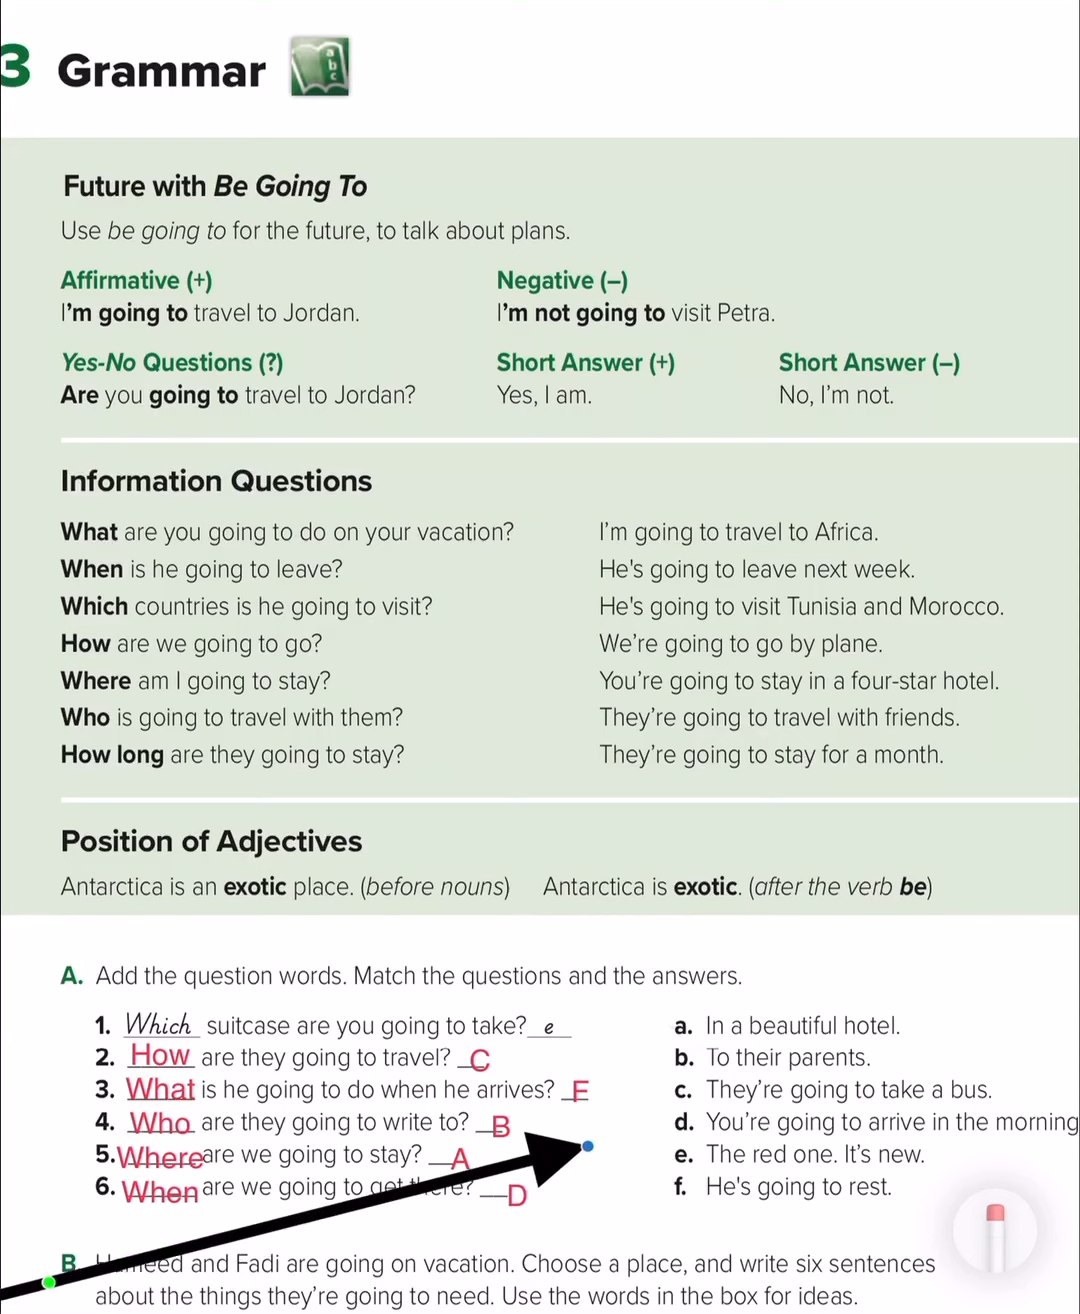 3 Grammar
a
b
c
Future with Be Going To
Use be going to for the future, to talk about plans.
Affirmative (+) Negative (–)
I'm going to travel to Jordan. I'm not going to visit Petra.
Yes-No Questions (?) Short Answer (+) Short Answer (–)
Are you going to travel to Jordan? Yes, I am. No, I'm not.
Information Questions
What are you going to do on your vacation? I'm going to travel to Africa.
When is he going to leave? He's going to leave next week.
Which countries is he going to visit? He's going to visit Tunisia and Morocco.
How are we going to go? We're going to go by plane.
Where am I going to stay? You're going to stay in a four-star hotel.
Who is going to travel with them? They're going to travel with friends.
How long are they going to stay? They're going to stay for a month.
Position of Adjectives
Antarctica is an exotic place. (before nouns) Antarctica is exotic. (after the verb be)
A. Add the question words. Match the questions and the answers.
1. Which suitcase are you going to take? e a. In a beautiful hotel.
2. How are they going to travel? C b. To their parents.
3. What is he going to do when he arrives? F c. They're going to take a bus.
4. Who are they going to write to? B d. You're going to arrive in the morning
5. Where are we going to stay? A e. The red one. It's new.
6. When are we going to get there? D f. He's going to rest.
B and Fadi are going on vacation. Choose a place, and write six sentences
about the things they're going to need. Use the words in the box for ideas.